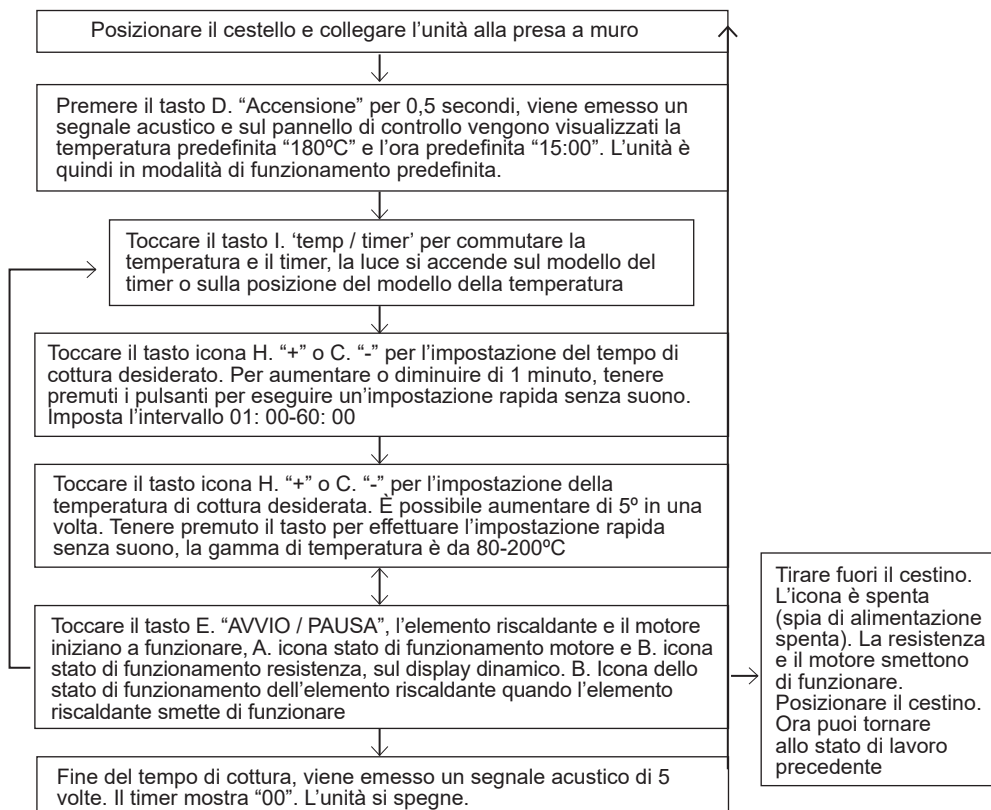 Posizionare il cestello e collegare l’unità alla presa a muro
Premere il tasto D. “Accensione” per 0,5 secondi, viene emesso un
segnale acustico e sul pannello di controllo vengono visualizzati la
temperatura predefinita “180ºC” e l’ora predefinita “15:00”. L’unità è
quindi in modalità di funzionamento predefinita.
Toccare il tasto I. ‘temp / timer’ per commutare la
temperatura e il timer, la luce si accende sul modello del
timer o sulla posizione del modello della temperatura
Toccare il tasto icona H. “+” o C. “-” per l’impostazione del tempo di
cottura desiderato. Per aumentare o diminuire di 1 minuto, tenere
premuti i pulsanti per eseguire un’impostazione rapida senza suono.
Imposta l’intervallo 01: 00-60: 00
Toccare il tasto icona H. “+” o C. “-” per l’impostazione della
temperatura di cottura desiderata. È possibile aumentare di 5º in una
volta. Tenere premuto il tasto per effettuare l’impostazione rapida
senza suono, la gamma di temperatura è da 80-200ºC
Toccare il tasto E. “AVVIO / PAUSA”, l’elemento riscaldante e il motore
iniziano a funzionare, A. icona stato di funzionamento motore e B. icona
stato di funzionamento resistenza, sul display dinamico. B. Icona dello
stato di funzionamento dell’elemento riscaldante quando l’elemento
riscaldante smette di funzionare
Tirare fuori il cestino.
L’icona è spenta
(spia di alimentazione
spenta). La resistenza
e il motore smettono
di funzionare.
Posizionare il cestino.
Ora puoi tornare
allo stato di lavoro
precedente
Fine del tempo di cottura, viene emesso un segnale acustico di 5
volte. Il timer mostra “00”. L’unità si spegne.